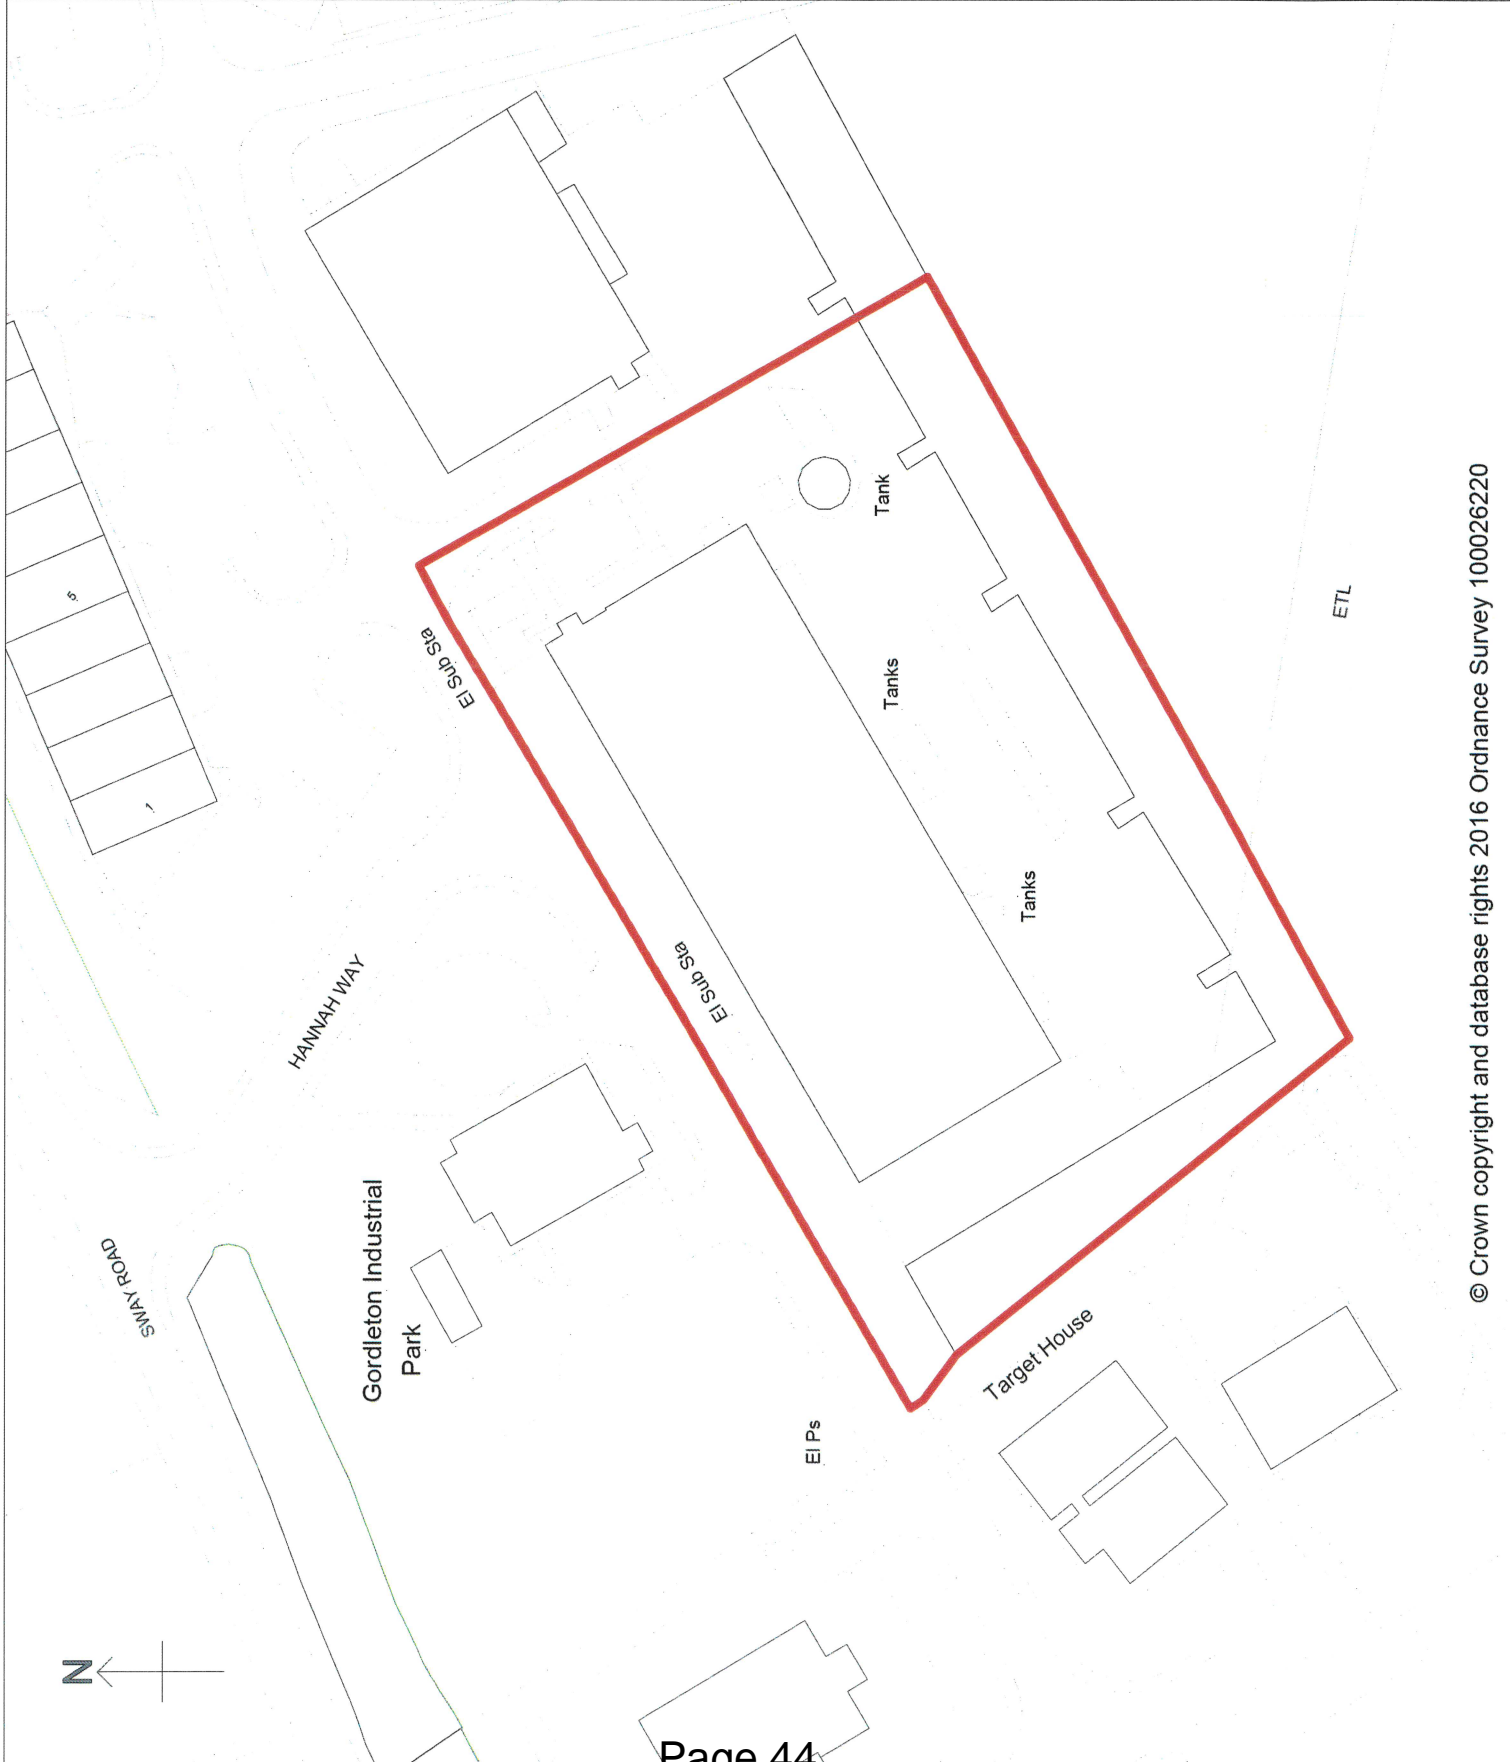 N
SWAY ROAD
HANNAH WAY
Gordleton Industrial
Park
1
5
El Sub Sta
El Sub Sta
Tank
Tanks
Tanks
El Ps
Target House
ETL
© Crown copyright and database rights 2016 Ordnance Survey 100026220
Page 44